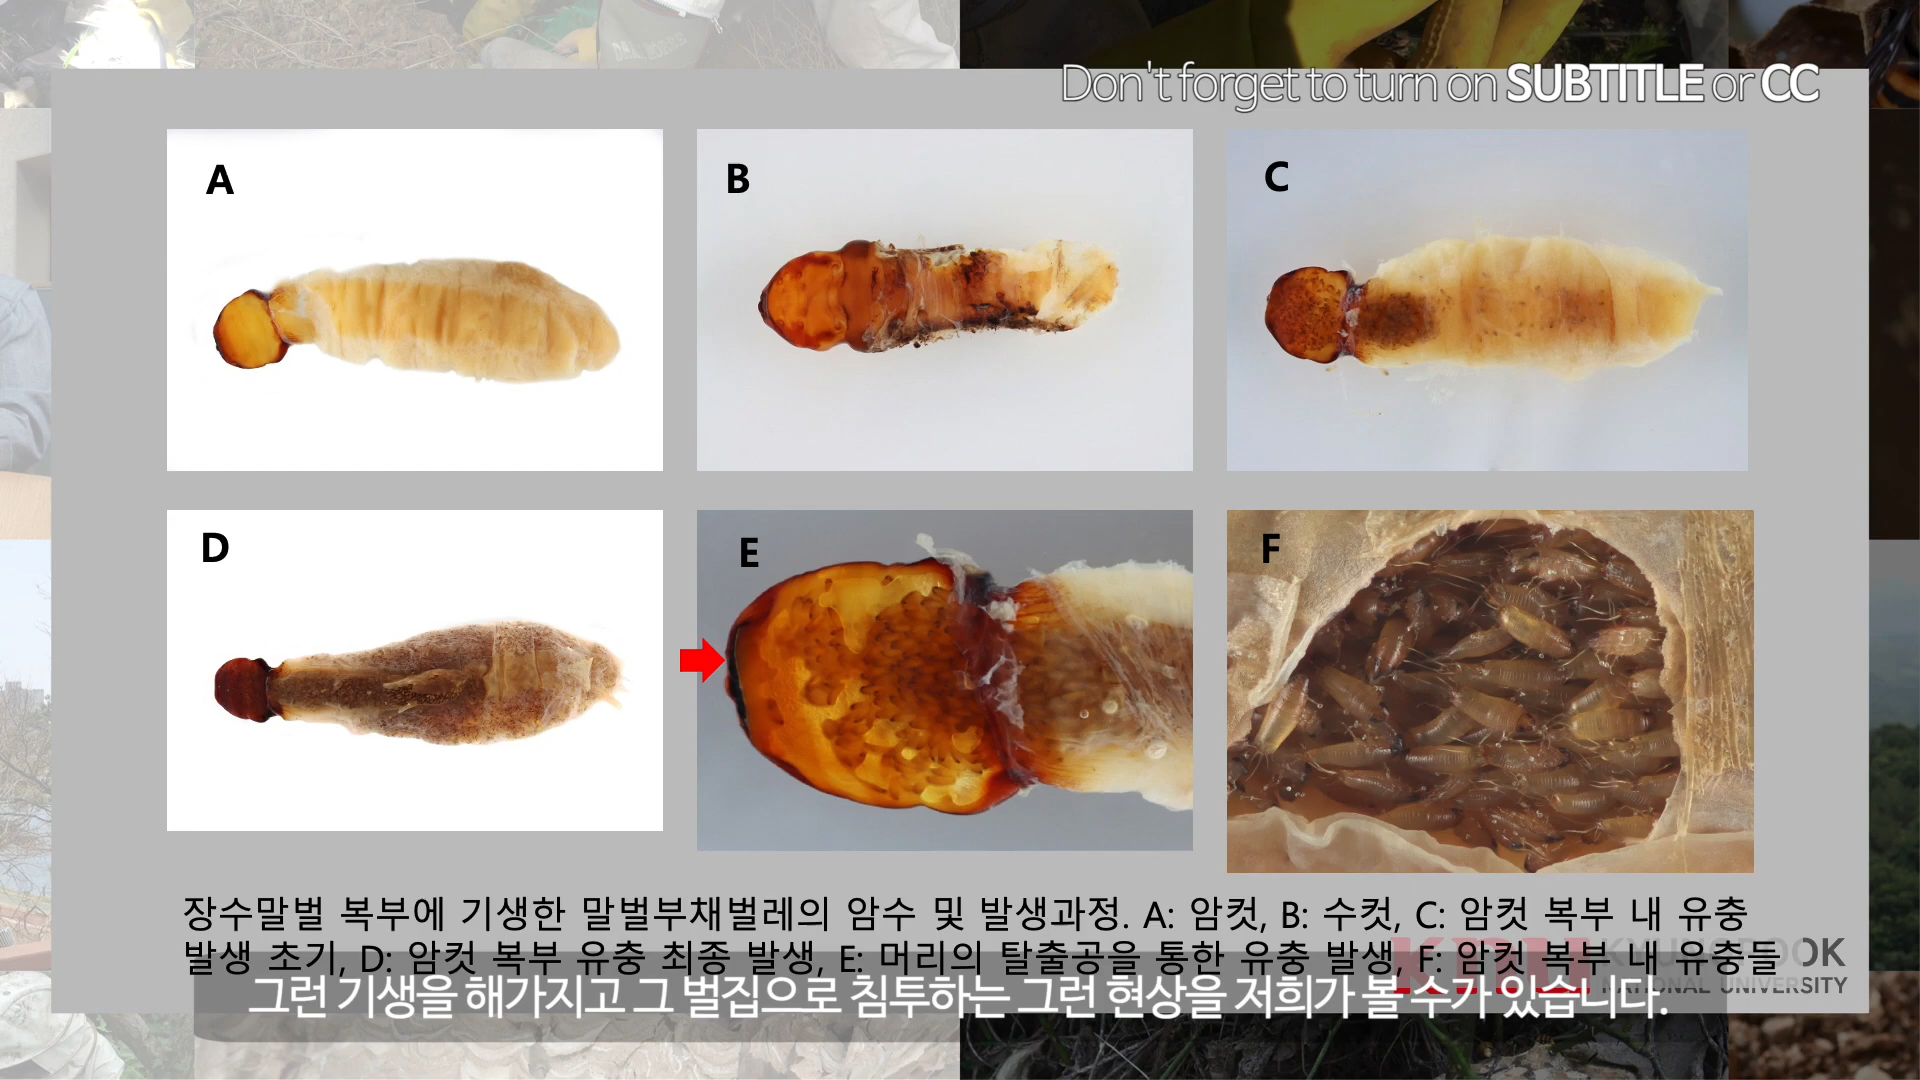 Don't forget to turn on SUBTITLE or CC
A
B
C
D
E
F
장수말벌 복부에 기생한 말벌부채벌레의 암수 및 발생과정. A: 암컷, B: 수컷, C: 암컷 복부 내 유충
발생 초기, D: 암컷 복부 유충 최종 발생, E: 머리의 탈출공을 통한 유충 발생, F: 암컷 복부 내 유충들
KNU KYUNGPOOK
NATIONAL UNIVERSITY
그런 기생을 해가지고 그 벌집으로 침투하는 그런 현상을 저희가 볼 수가 있습니다.